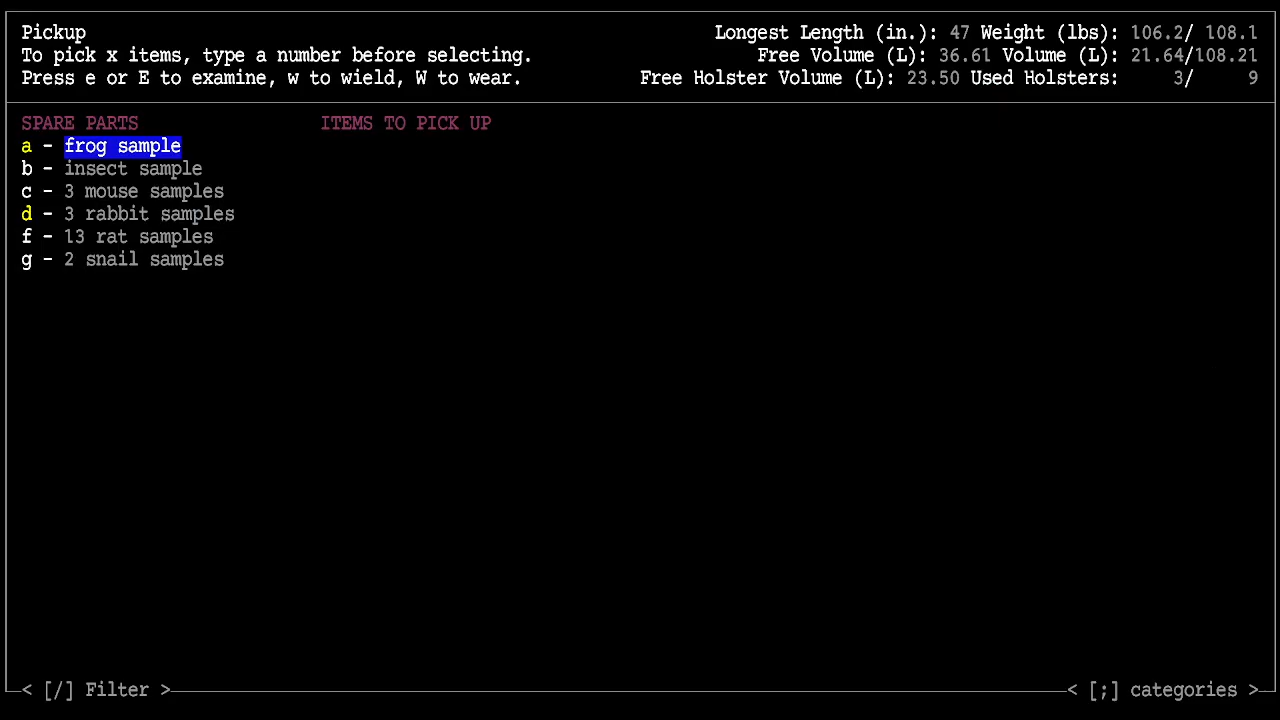 Pickup Longest Length (in.): 47 Weight (lbs): 106.2/ 108.1
To pick x items, type a number before selecting. Free Volume (L): 36.61 Volume (L): 21.64/108.21
Press e or E to examine, w to wield, W to wear. Free Holster Volume (L): 23.50 Used Holsters: 3/ 9
SPARE PARTS ITEMS TO PICK UP
a - frog sample
b - insect sample
c - 3 mouse samples
d - 3 rabbit samples
f - 13 rat samples
g - 2 snail samples
< [/] Filter > < [;] categories >